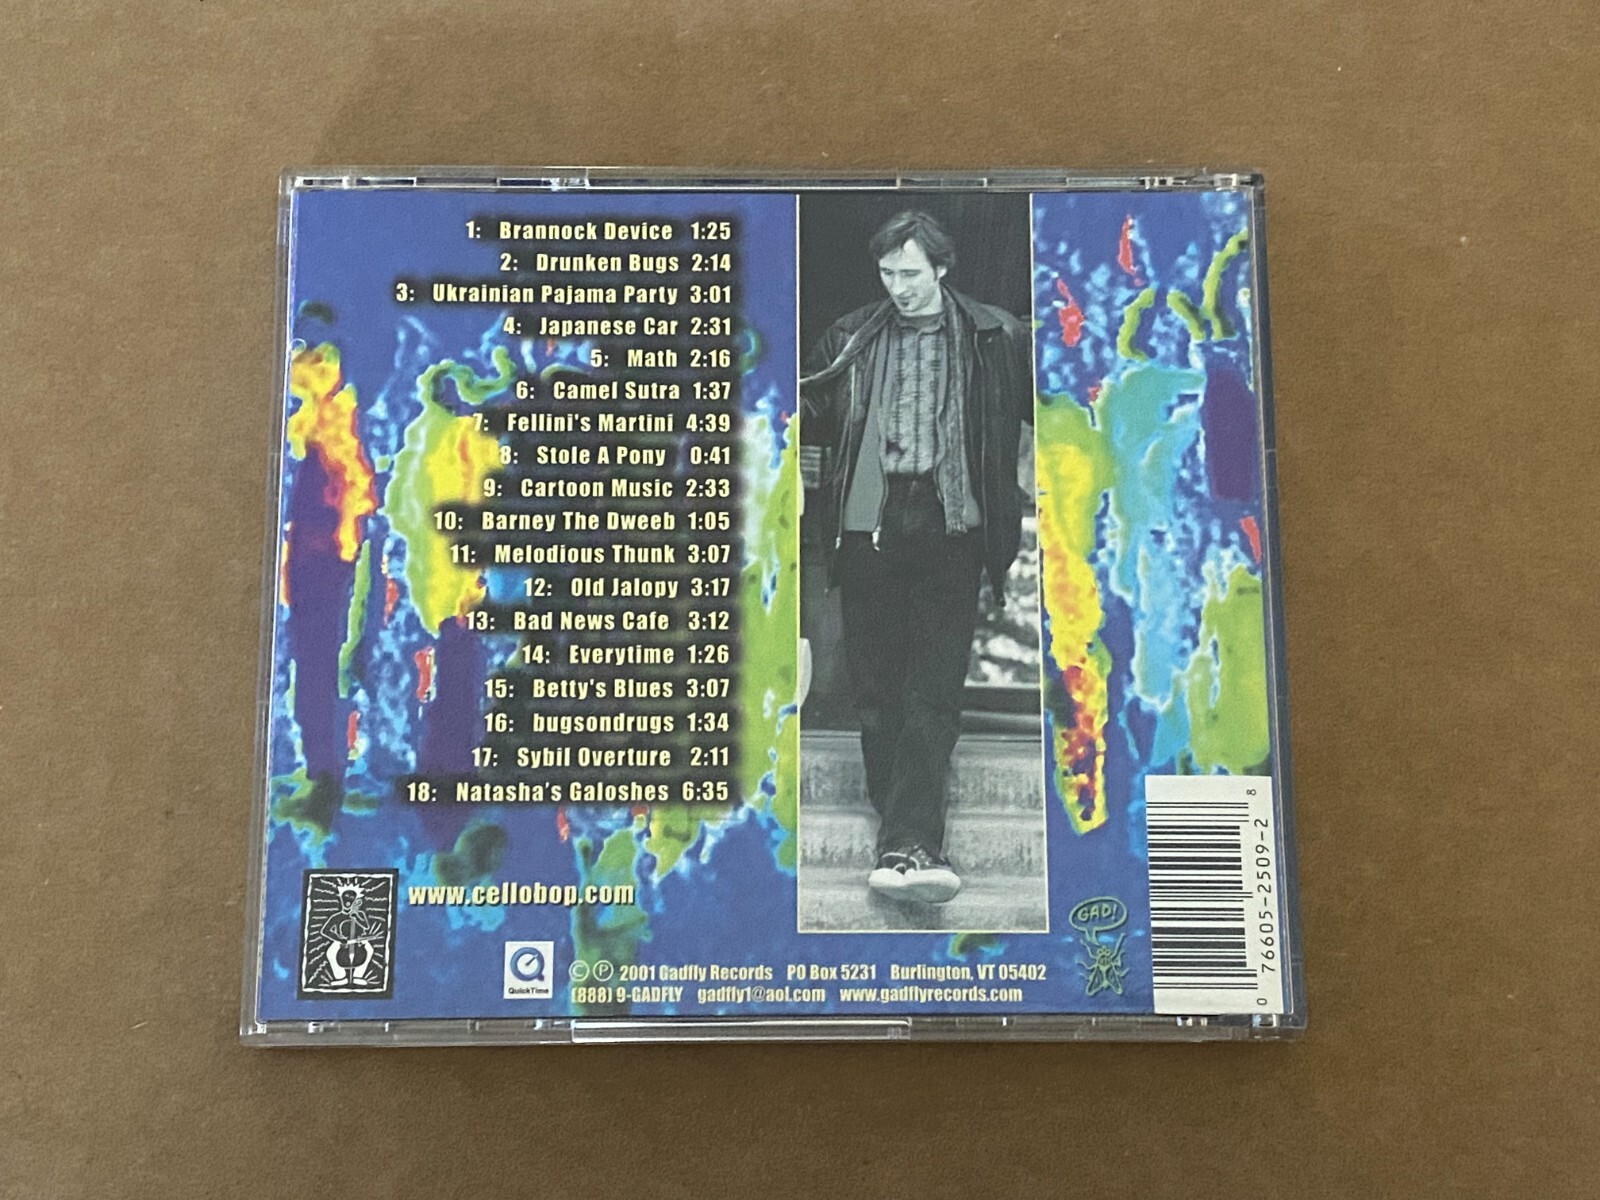 1: Brannock Device 1:25
2: Drunken Bugs 2:14
3: Ukrainian Pajama Party 3:01
4: Japanese Car 2:31
5: Math 2:16
6: Camel Sutra 1:37
7: Fellini's Martini 4:39
8: Stole A Pony 0:41
9: Cartoon Music 2:33
10: Barney The Dweeb 1:05
11: Melodious Thunk 3:07
12: Old Jalopy 3:17
13: Bad News Cafe 3:12
14: Everytime 1:26
15: Betty's Blues 3:07
16: bugsondrugs 1:34
17: Sybil Overture 2:11
18: Natasha's Galoshes 6:35
www.cellobop.com
QuickTime
© ℗ 2001 Gadfly Records PO Box 5231 Burlington, VT 05402
(888) 9-GADFLY gadfly1@aol.com www.gadflyrecords.com
GAD!
0 76605-2509-2 8